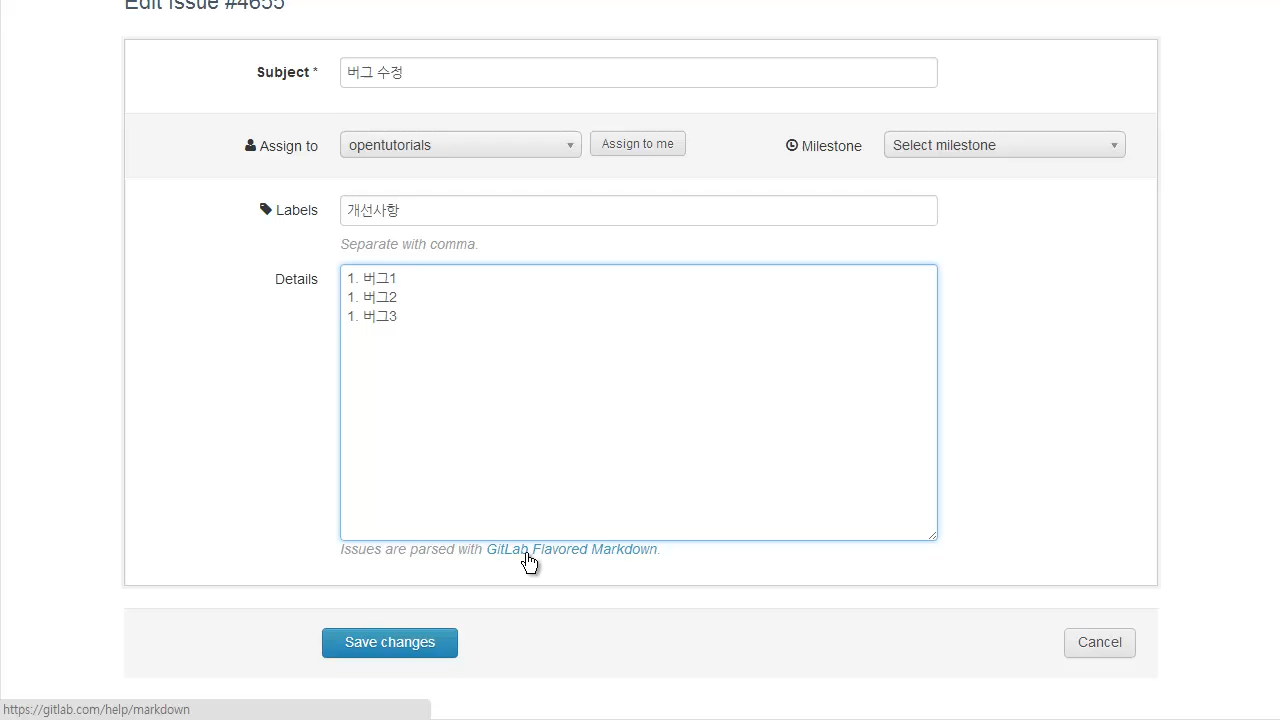 Edit Issue #4655
Subject *
버그 수정
Assign to
opentutorials
Assign to me
Milestone
Select milestone
Labels
개선사항
Separate with comma.
Details
1. 버그1
1. 버그2
1. 버그3
Issues are parsed with GitLab Flavored Markdown.
Save changes
Cancel
https://gitlab.com/help/markdown